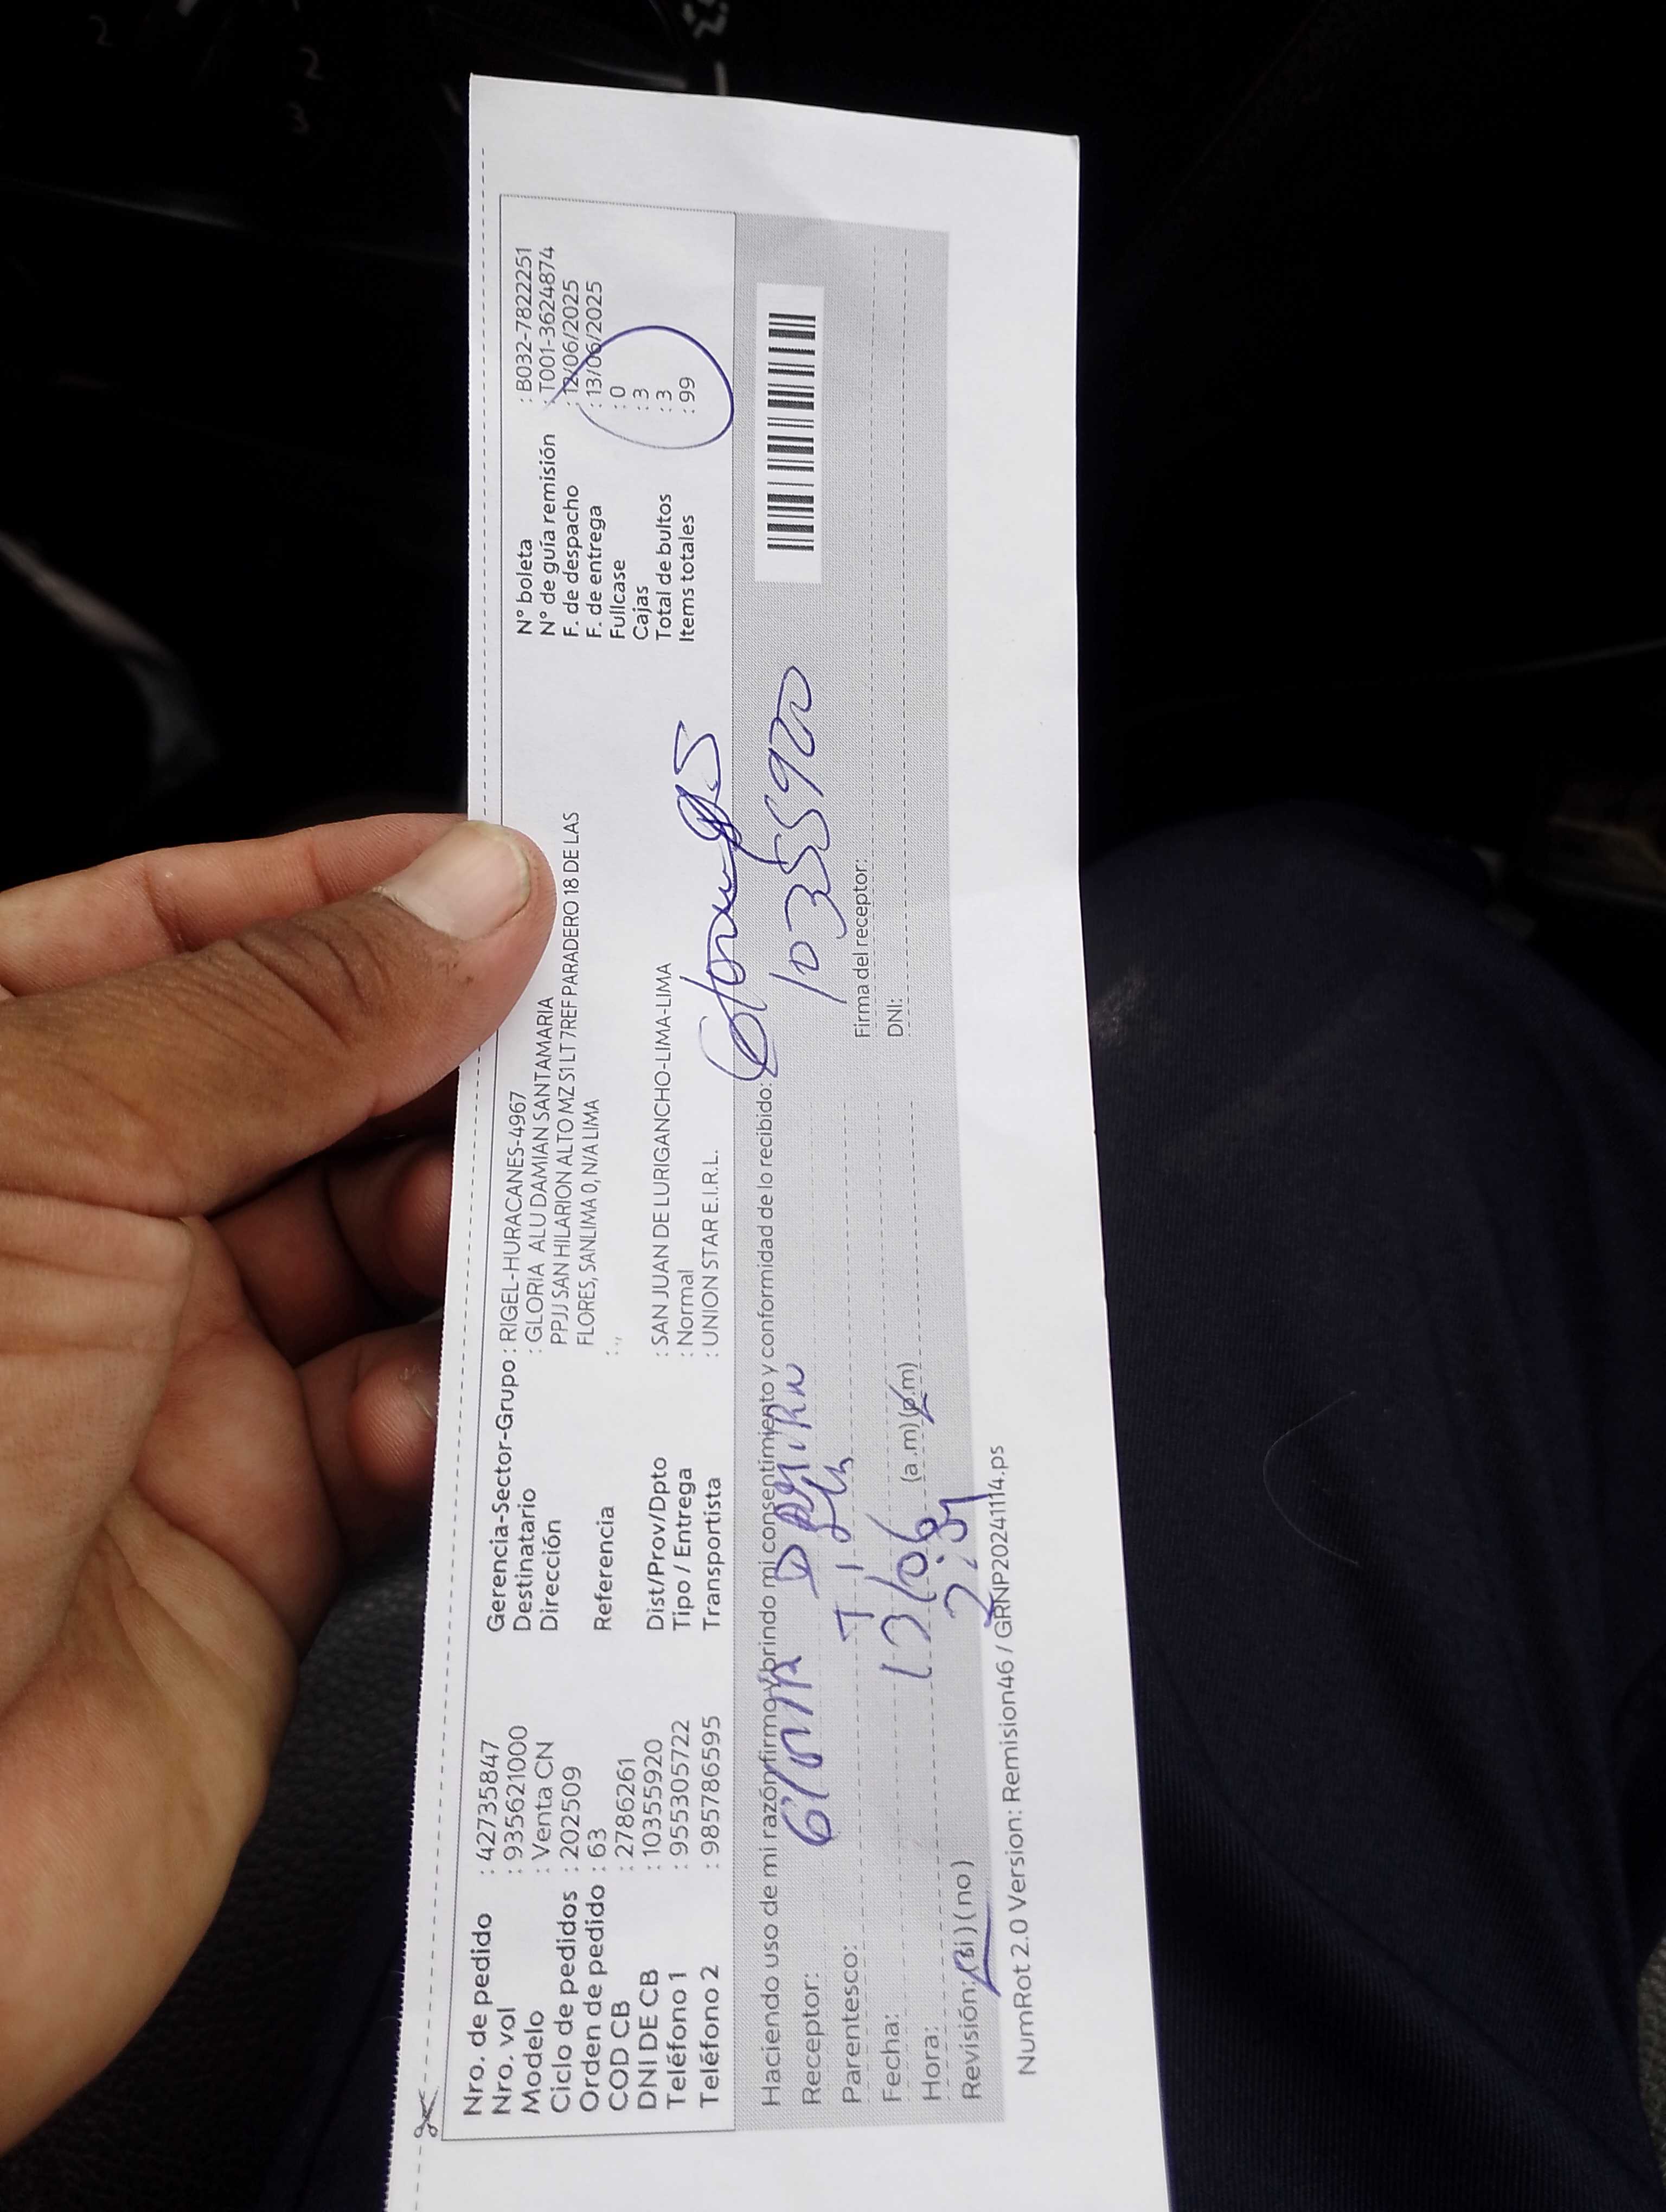 Nro. de pedido : 42735847
Nro. vol : 935621000
Modelo : Venta CN
Ciclo de pedidos : 202509
Orden de pedido : 63
COD CB : 2786261
DNI DE CB : 10355920
Teléfono 1 : 955305722
Teléfono 2 : 985786595
Gerencia-Sector-Grupo : RIGEL-HURACANES-4967
Destinatario : GLORIA ALU DAMIAN SANTAMARIA
Dirección PPJJ SAN HILARION ALTO MZ S1 LT 7REF PARADERO 18 DE LAS
FLORES, SANLIMA 0, N/A LIMA
Referencia : .,
Dist/Prov/Dpto : SAN JUAN DE LURIGANCHO-LIMA-LIMA
Tipo / Entrega : Normal
Transportista : UNION STAR E.I.R.L.
N° boleta : B032-7822251
N° de guía remisión : T001-3624874
F. de despacho : 12/06/2025
F. de entrega : 13/06/2025
Fullcase : 0
Cajas : 3
Total de bultos : 3
Items totales : 99
Haciendo uso de mi razón firmo y brindo mi consentimiento y conformidad de lo recibido:
Receptor:
Parentesco:
Fecha: 13/06
Hora: (a.m) (p.m)
Revisión: (si) (no)
10355920
Firma del receptor:
DNI:
NumRot 2.0 Version: Remision46 / GRNP20241114.ps